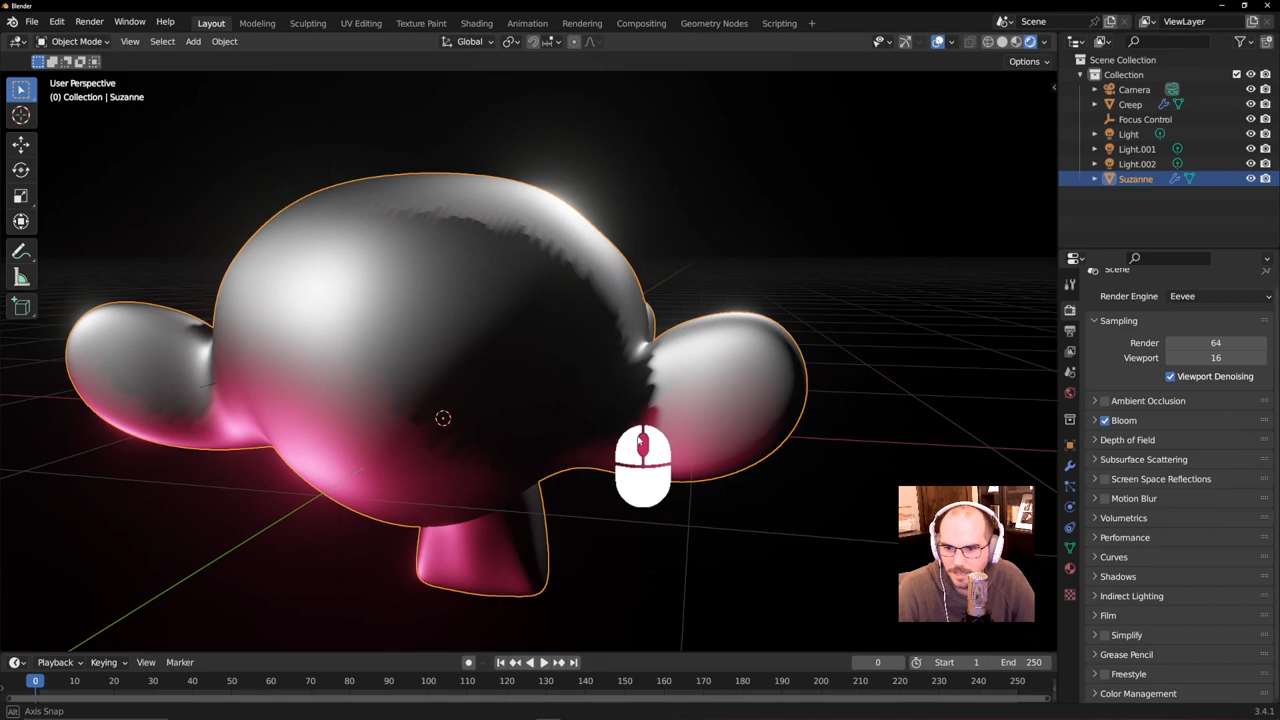 Blender
File Edit Render Window Help
Layout Modeling Sculpting UV Editing Texture Paint Shading Animation Rendering Compositing Geometry Nodes Scripting +
Scene
ViewLayer
Object Mode View Select Add Object
Global
Options
User Perspective
(0) Collection | Suzanne
Scene Collection
Collection
Camera
Creep
Focus Control
Light
Light.001
Light.002
Suzanne
Scene
Render Engine Eevee
Sampling
Render 64
Viewport 16
Viewport Denoising
Ambient Occlusion
Bloom
Depth of Field
Subsurface Scattering
Screen Space Reflections
Motion Blur
Volumetrics
Performance
Curves
Shadows
Indirect Lighting
Film
Simplify
Grease Pencil
Freestyle
Color Management
Playback Keying View Marker
0 Start 1 End 250
0 10 20 30 40 50 60 70 80 90 100 110 120 130 140 150 160 170 180 190 200 210 220 230 240 250
Alt Axis Snap
3.4.1